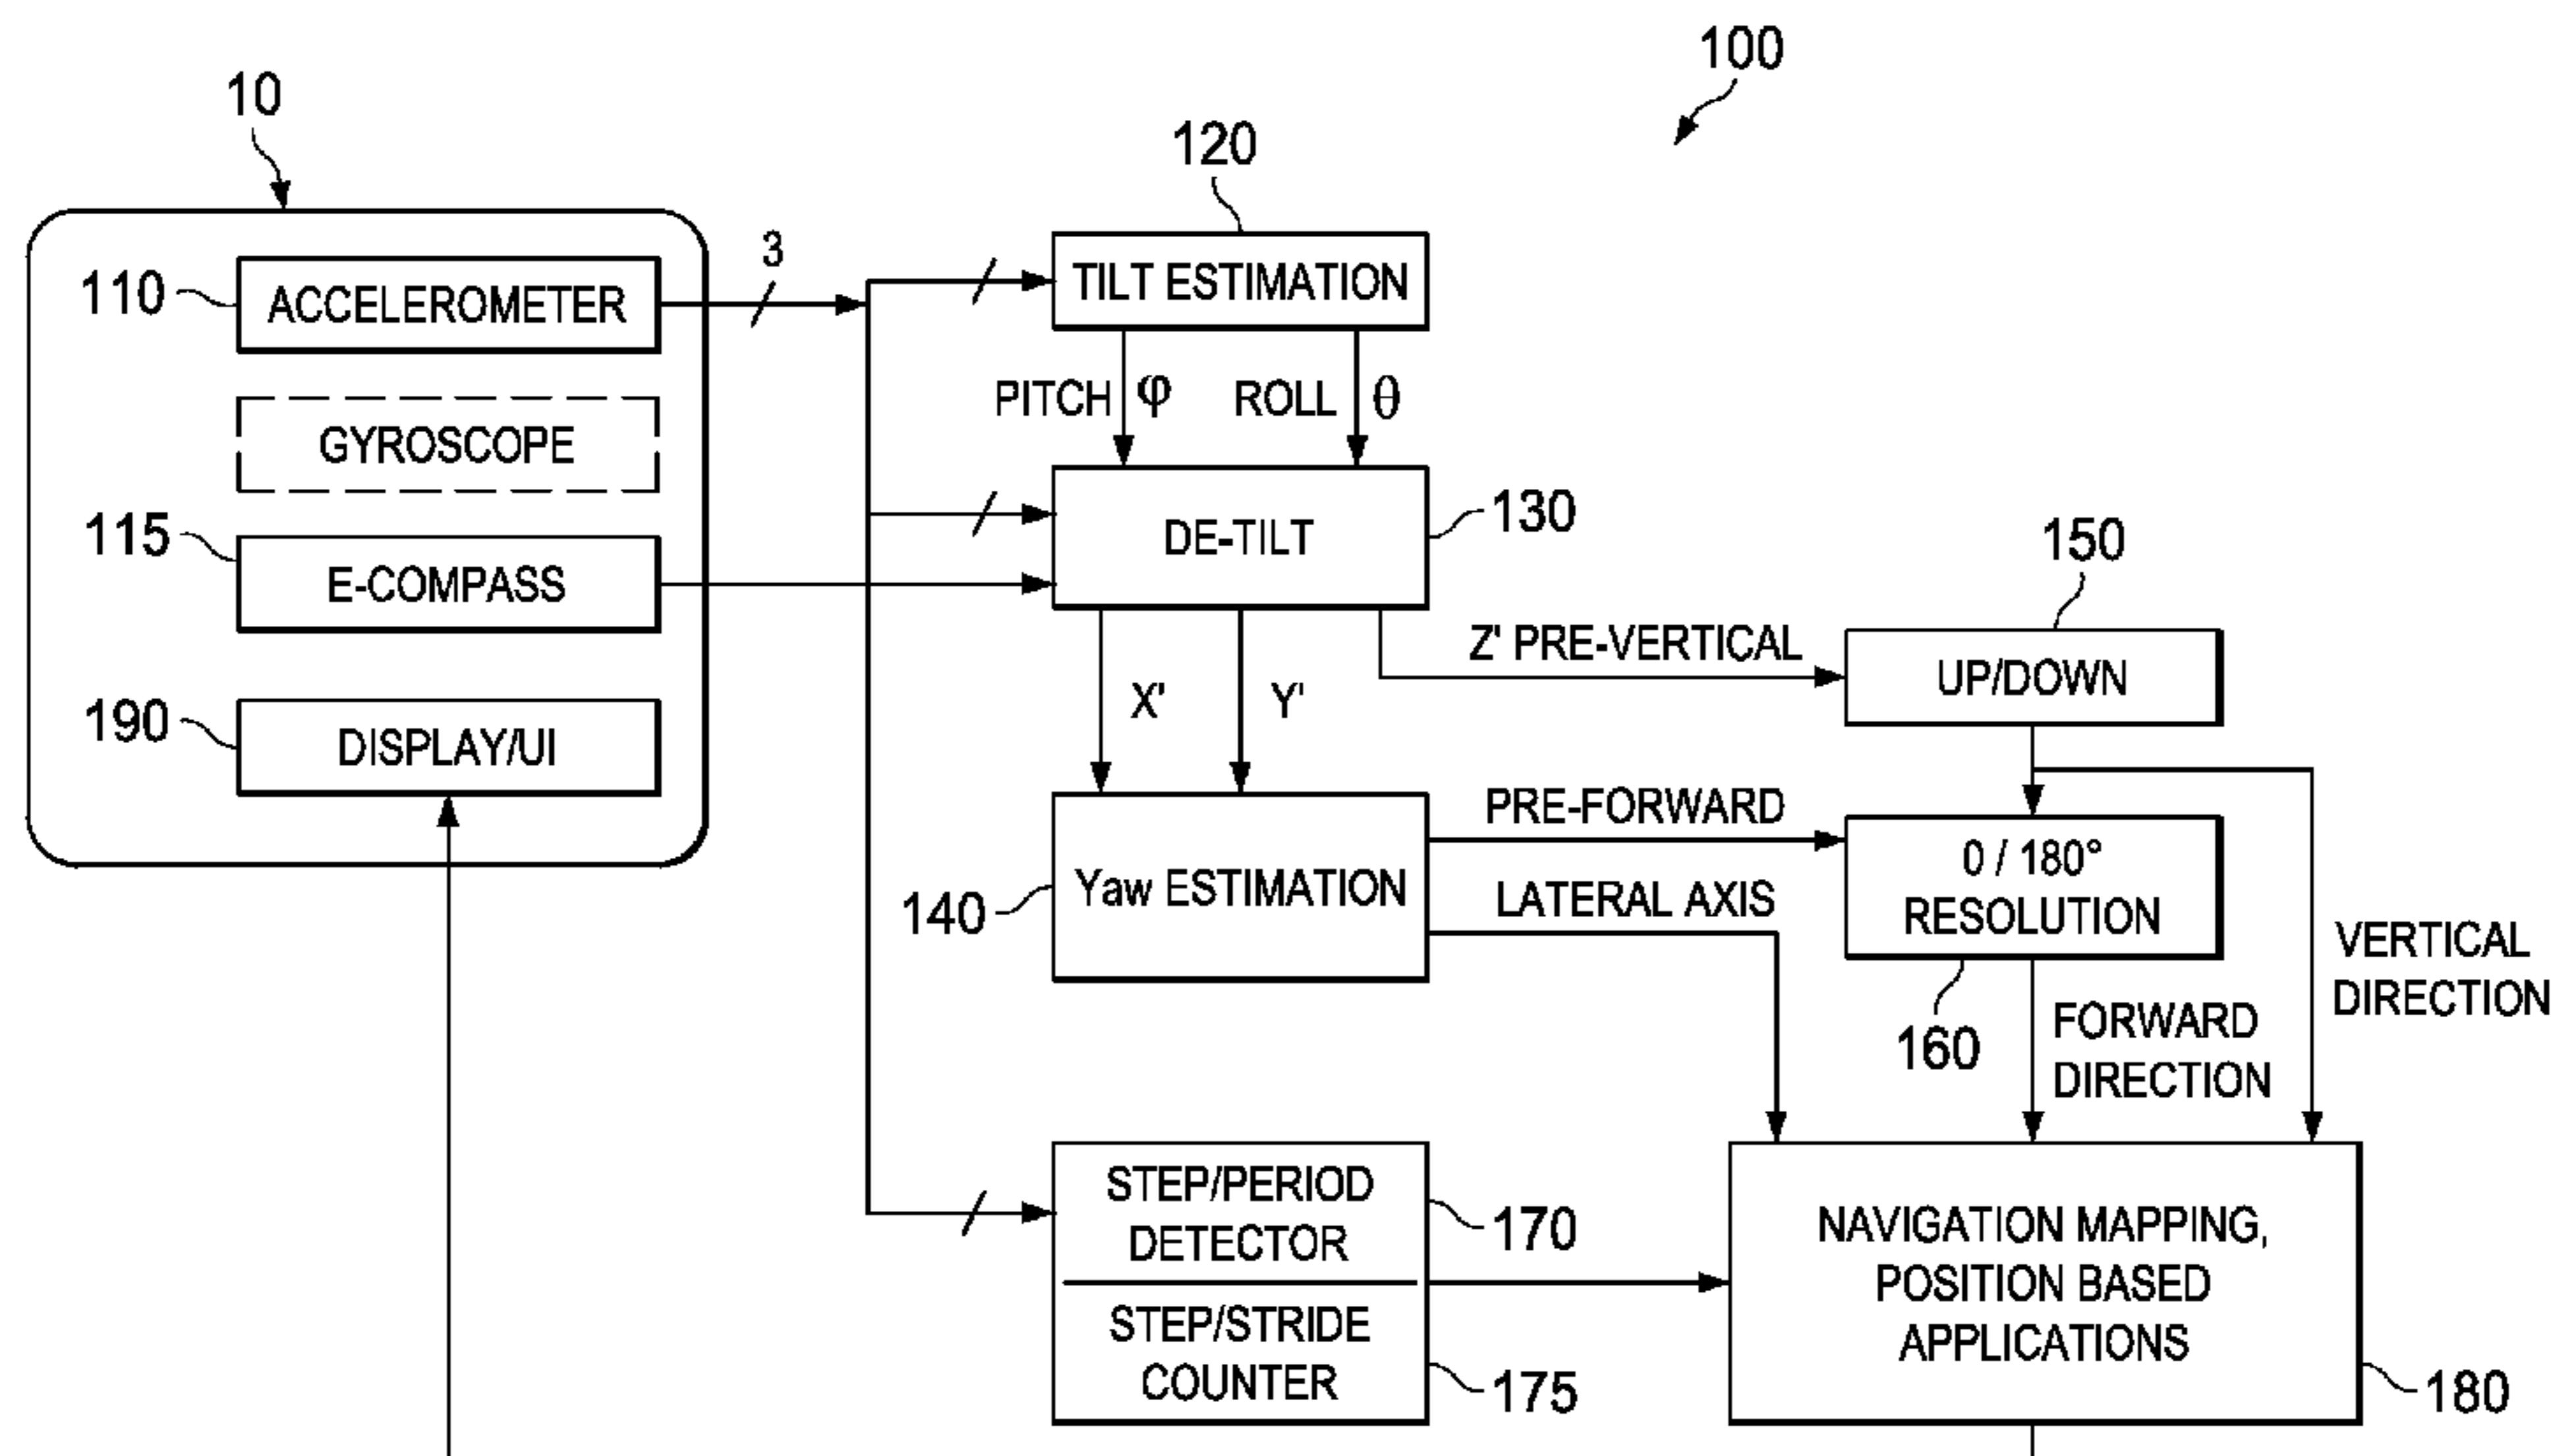 100
10
120
3
110
ACCELEROMETER
TILT ESTIMATION
PITCH φ
ROLL θ
GYROSCOPE
115
E-COMPASS
DE-TILT
130
150
Z' PRE-VERTICAL
UP/DOWN
X'
Y'
190
DISPLAY/UI
PRE-FORWARD
0 / 180°
RESOLUTION
140
Yaw ESTIMATION
LATERAL AXIS
160
VERTICAL
DIRECTION
FORWARD
DIRECTION
STEP/PERIOD
DETECTOR
170
STEP/STRIDE
COUNTER
175
NAVIGATION MAPPING,
POSITION BASED
APPLICATIONS
180